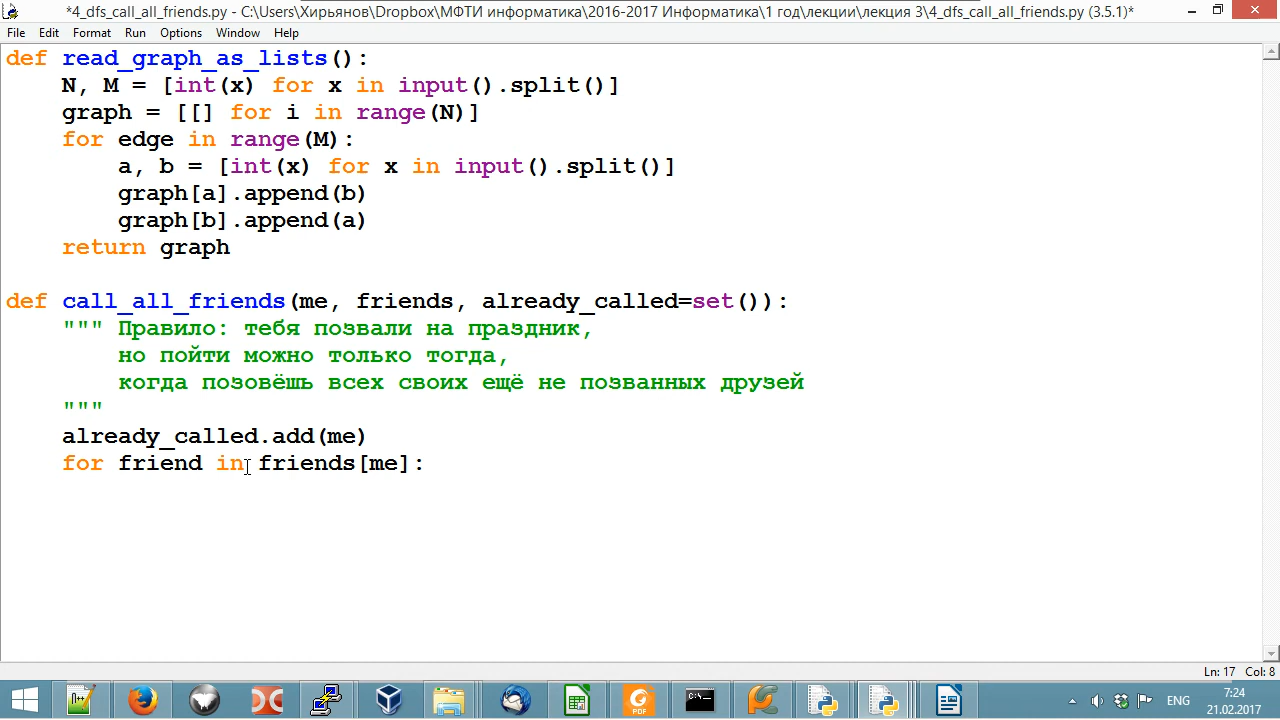 *4_dfs_call_all_friends.py - C:\Users\Хирьянов\Dropbox\МФТИ информатика\2016-2017 Информатика\1 год\лекции\лекция 3\4_dfs_call_all_friends.py (3.5.1)*
File Edit Format Run Options Window Help
def read_graph_as_lists():
    N, M = [int(x) for x in input().split()]
    graph = [[] for i in range(N)]
    for edge in range(M):
        a, b = [int(x) for x in input().split()]
        graph[a].append(b)
        graph[b].append(a)
    return graph
def call_all_friends(me, friends, already_called=set()):
    """ Правило: тебя позвали на праздник,
        но пойти можно только тогда,
        когда позовёшь всех своих ещё не позванных друзей
    """
    already_called.add(me)
    for friend in friends[me]:
Ln: 17 Col: 8
ENG
7:24
21.02.2017